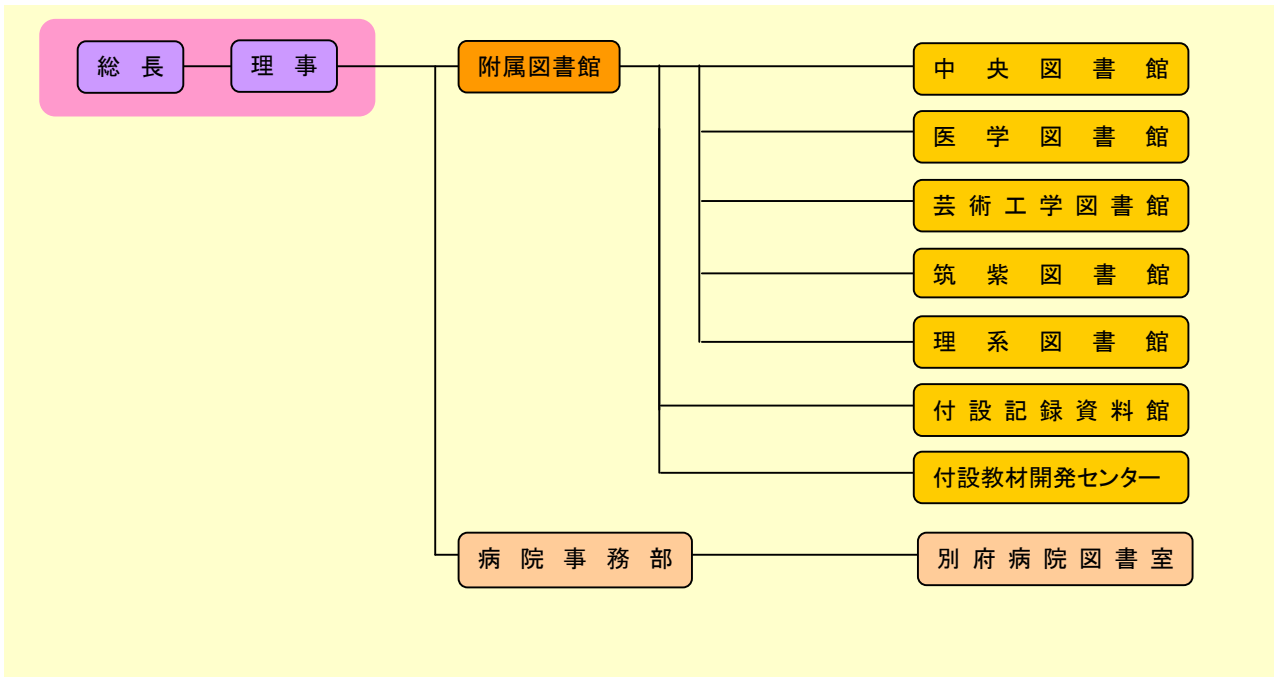 総長
理事
附属図書館
中央図書館
医学図書館
芸術工学図書館
筑紫図書館
理系図書館
付設記録資料館
付設教材開発センター
病院事務部
別府病院図書室